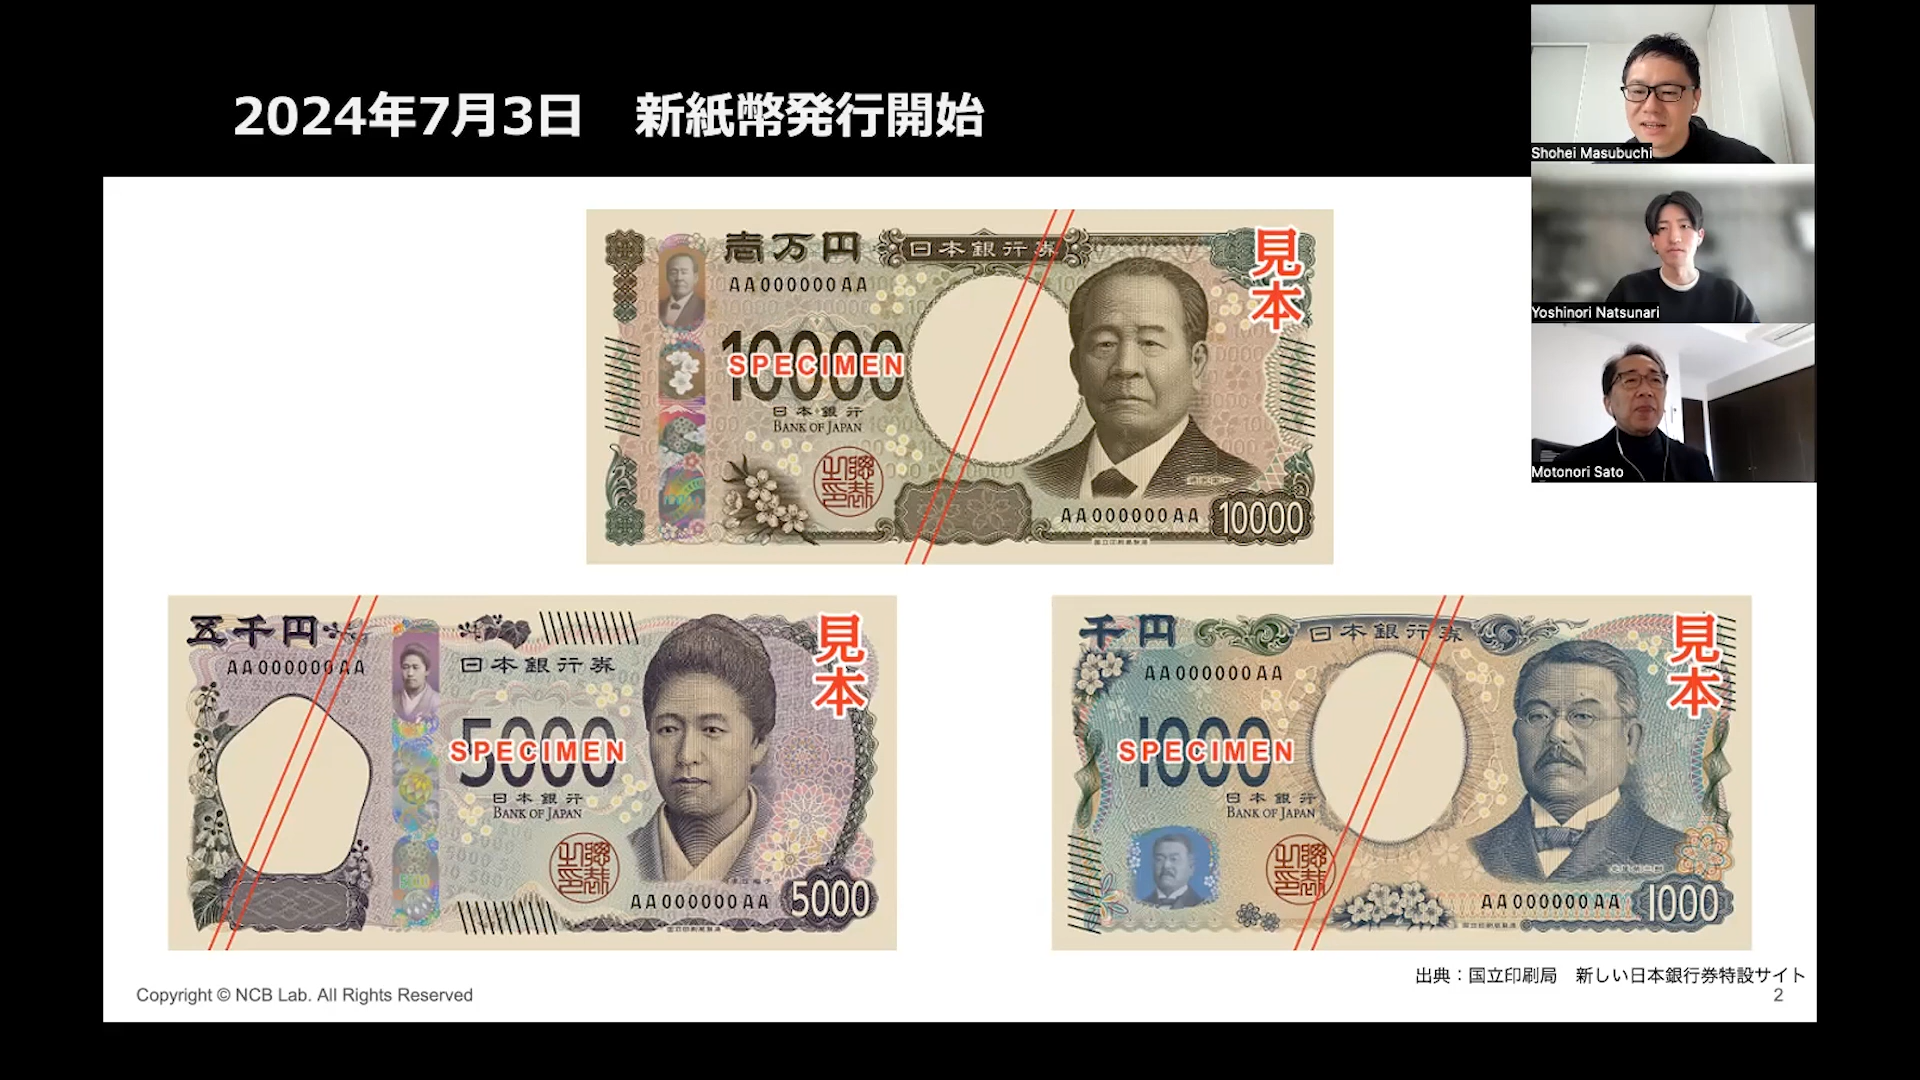 2024年7月3日 新紙幣発行開始
Shohei Masubuchi
Yoshinori Natsunari
Motonori Sato
壱万円
日本銀行券
見本
AA000000AA
10000
SPECIMEN
日本銀行
BANK OF JAPAN
AA000000AA
10000
五千円
見本
AA000000AA
日本銀行券
5000
SPECIMEN
日本銀行
BANK OF JAPAN
AA000000AA
5000
千円
日本銀行券
見本
AA000000AA
1000
SPECIMEN
日本銀行
BANK OF JAPAN
AA000000AA
1000
出典：国立印刷局 新しい日本銀行券特設サイト
Copyright © NCB Lab. All Rights Reserved
2